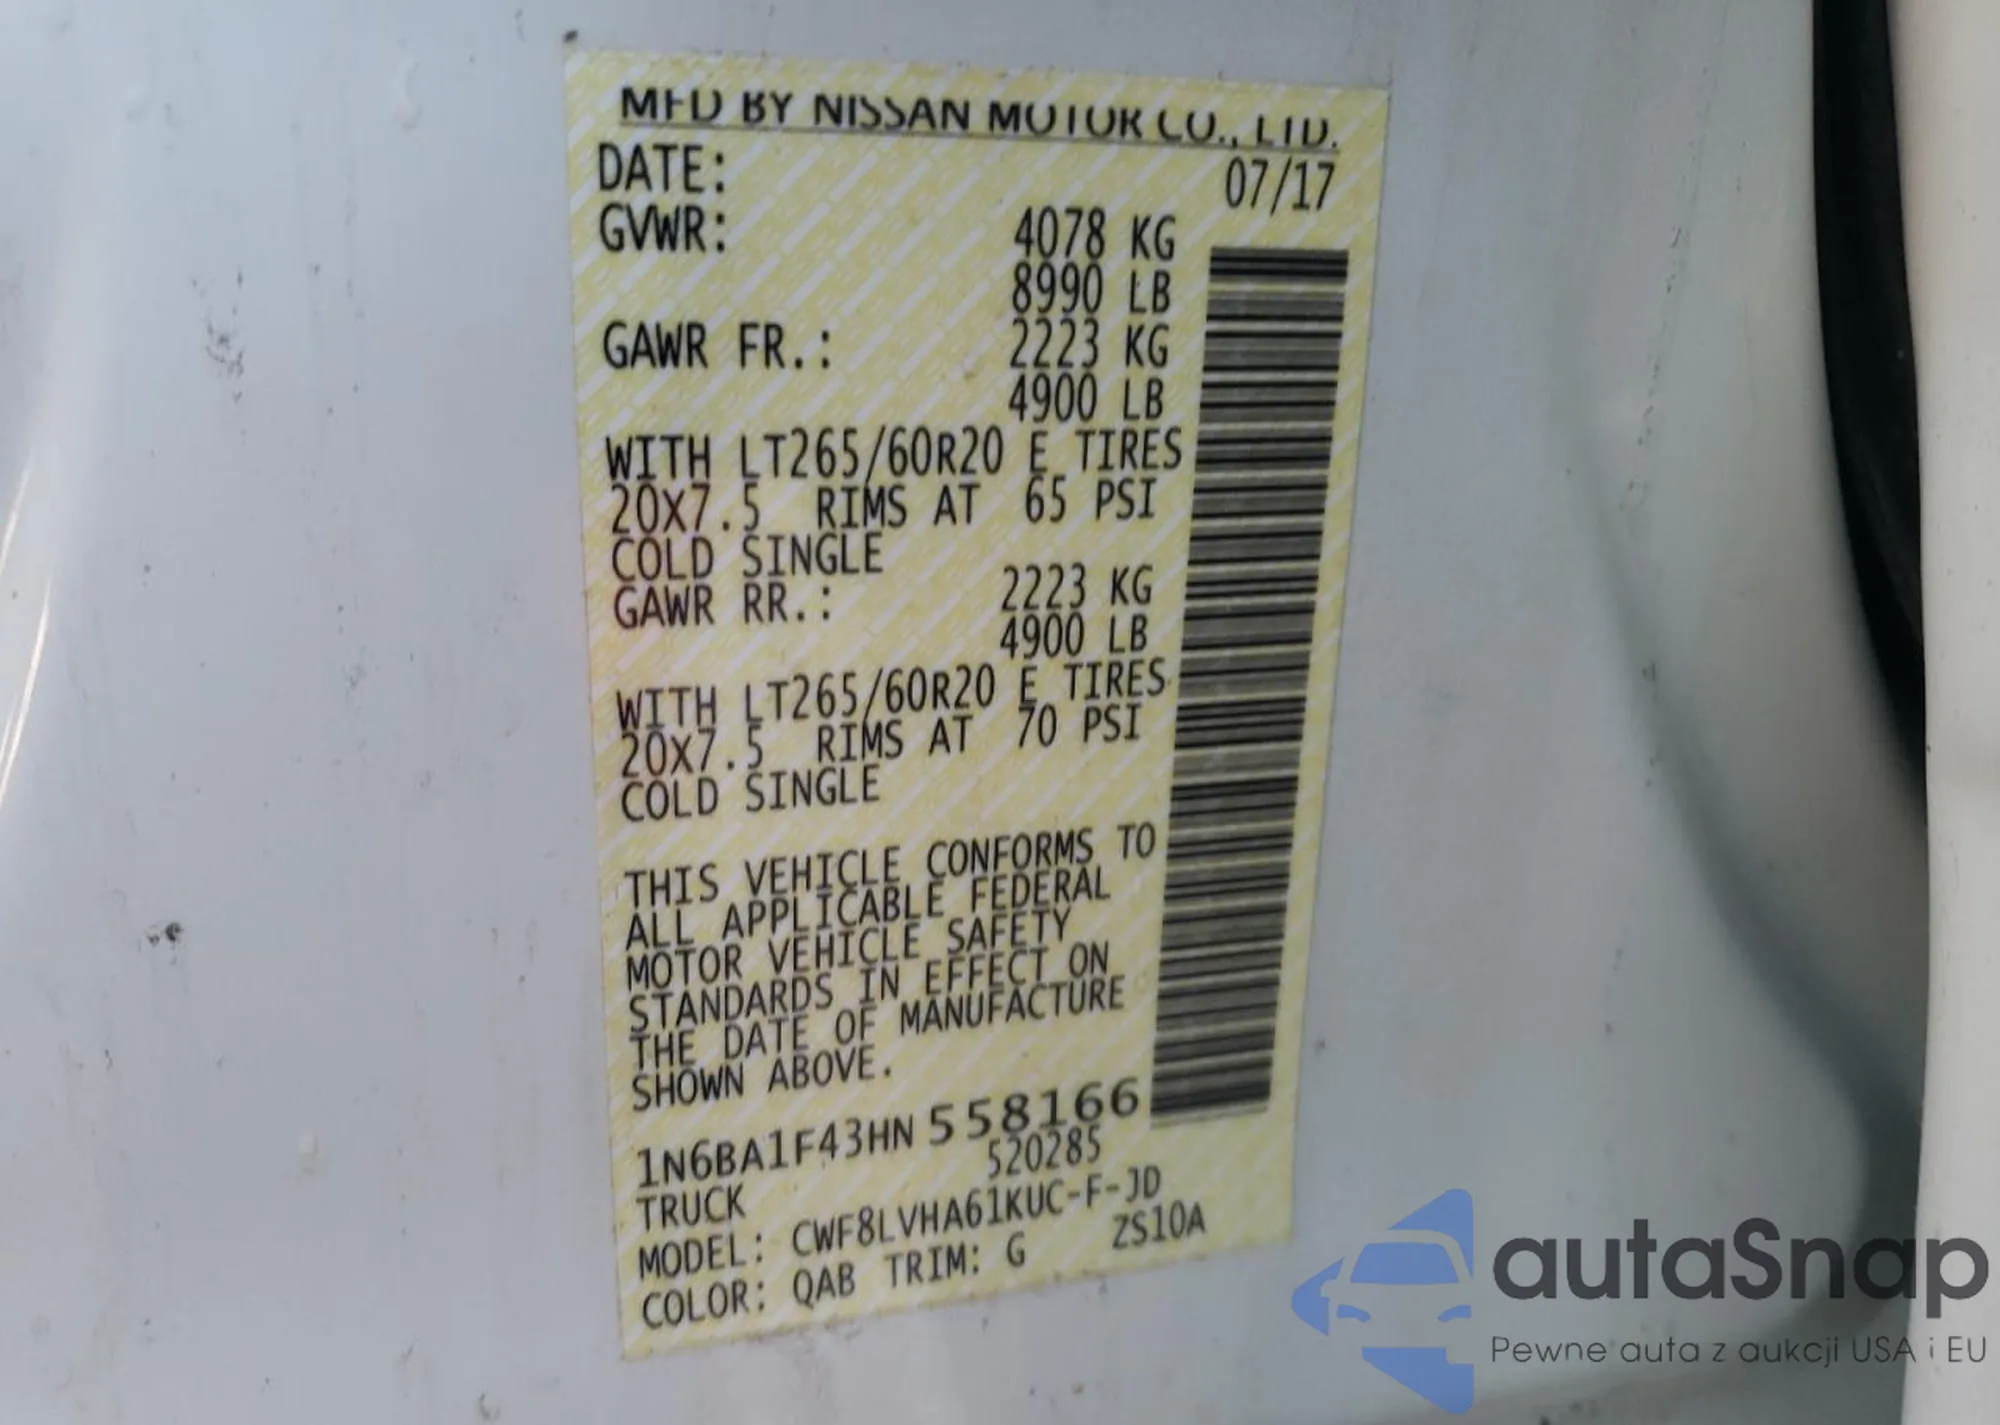 MFD BY NISSAN MOTOR CO., LTD.
DATE: 07/17
GVWR: 4078 KG
8990 LB
GAWR FR.: 2223 KG
4900 LB
WITH LT265/60R20 E TIRES
20X7.5 RIMS AT 65 PSI
COLD SINGLE
GAWR RR.: 2223 KG
4900 LB
WITH LT265/60R20 E TIRES
20X7.5 RIMS AT 70 PSI
COLD SINGLE
THIS VEHICLE CONFORMS TO
ALL APPLICABLE FEDERAL
MOTOR VEHICLE SAFETY
STANDARDS IN EFFECT ON
THE DATE OF MANUFACTURE
SHOWN ABOVE.
1N6BA1F43HN 558166
520285
TRUCK
MODEL: CWF8LVHA61KUC-F-JD
COLOR: QAB TRIM: G ZS10A
autaSnap
Pewne auta z aukcji USA i EU